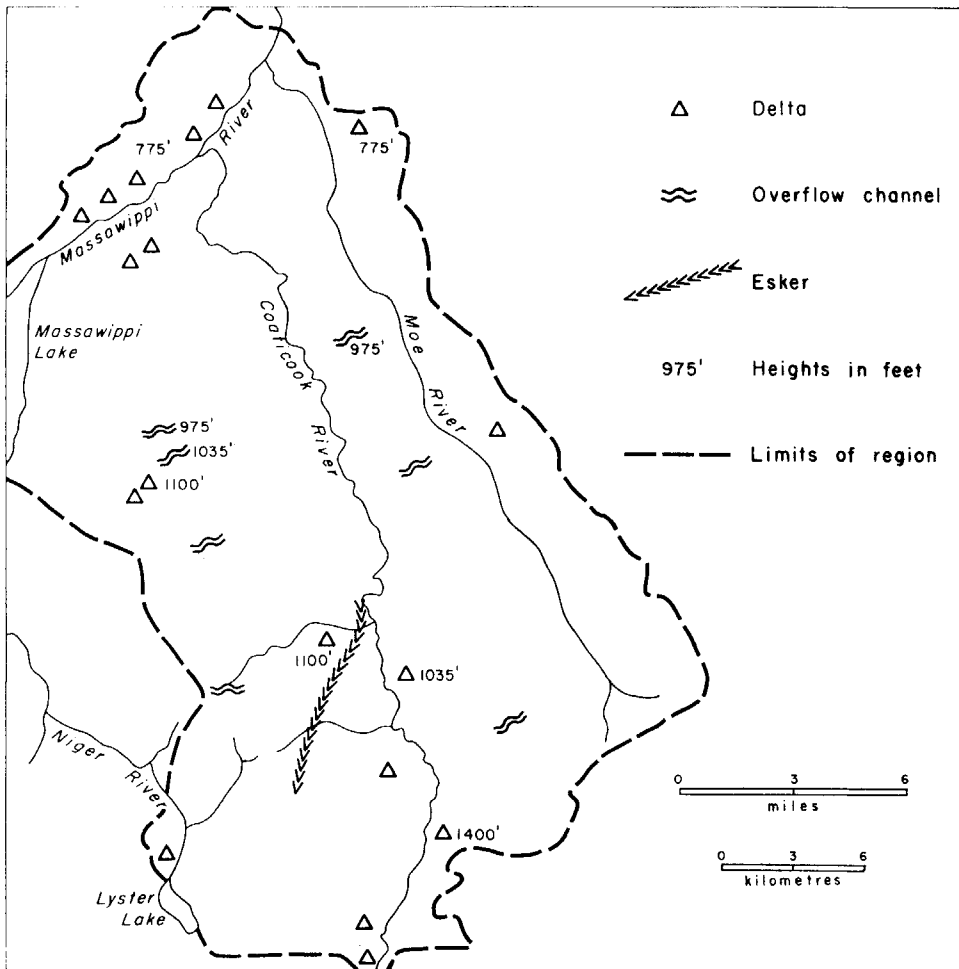 Delta
Overflow channel
Esker
975' Heights in feet
Limits of region
775'
775'
Massawippi River
Massawippi
Lake
Coaticook River
Moe River
975'
975'
1035'
1100'
1100'
1035'
1400'
Niger
River
Lyster
Lake
0 3 6
miles
0 3 6
kilometres